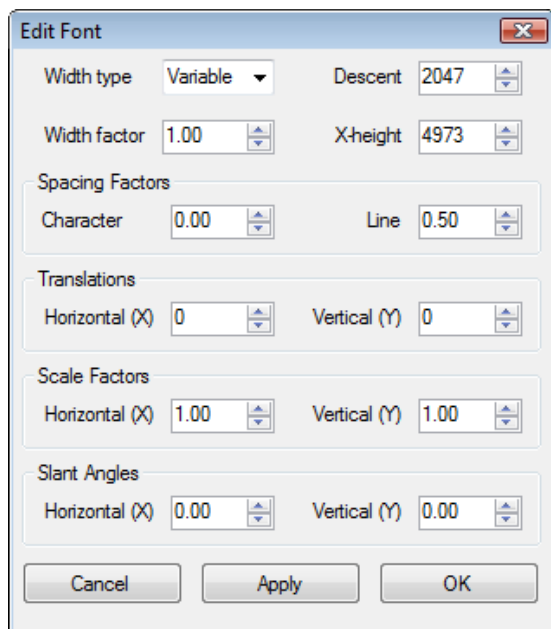 Edit Font
Width type Variable Descent 2047
Width factor 1.00 X-height 4973
Spacing Factors
Character 0.00 Line 0.50
Translations
Horizontal (X) 0 Vertical (Y) 0
Scale Factors
Horizontal (X) 1.00 Vertical (Y) 1.00
Slant Angles
Horizontal (X) 0.00 Vertical (Y) 0.00
Cancel Apply OK